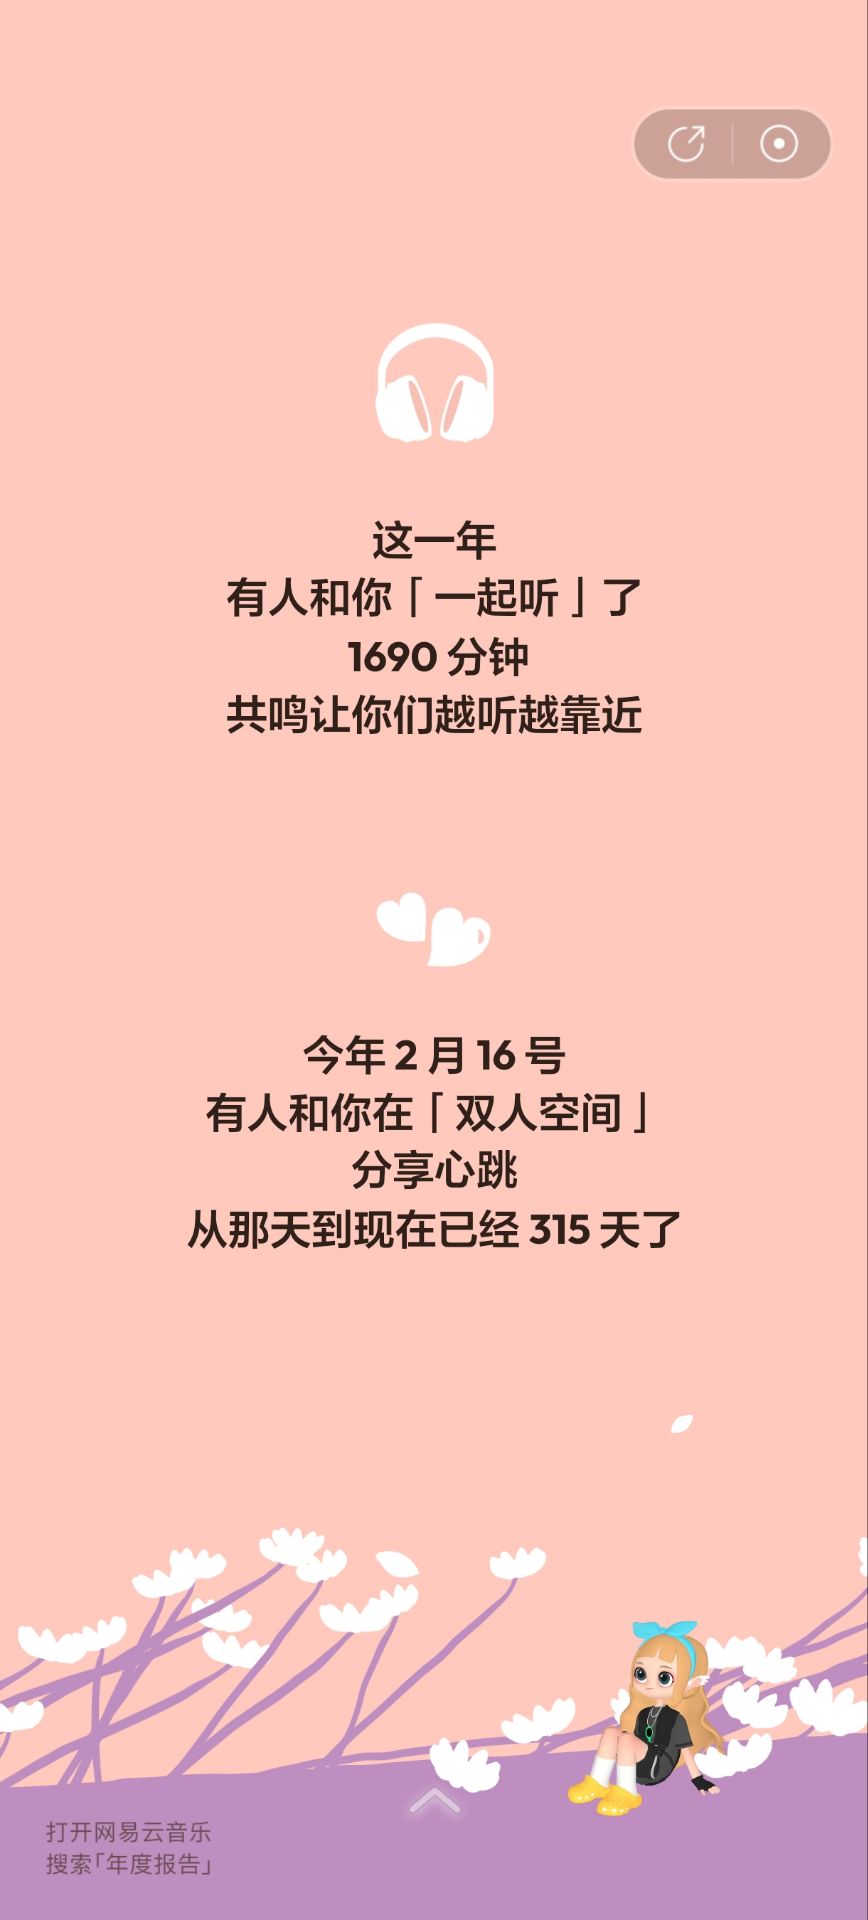 这一年
有人和你「一起听」了
1690 分钟
共鸣让你们越听越靠近
今年 2 月 16 号
有人和你在「双人空间」
分享心跳
从那天到现在已经 315 天了
打开网易云音乐
搜索「年度报告」